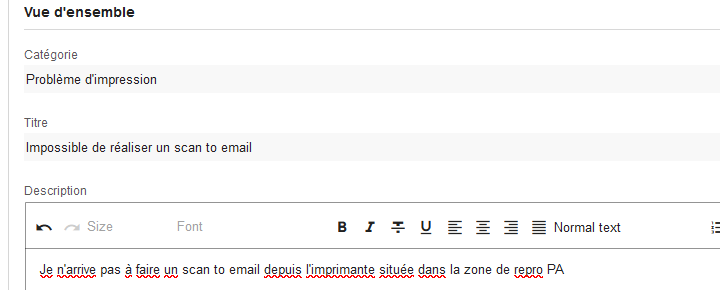 Vue d'ensemble
Catégorie
Problème d'impression
Titre
Impossible de réaliser un scan to email
Description
Size Font B I T U Normal text
Je n'arrive pas à faire un scan to email depuis l'imprimante située dans la zone de repro PA